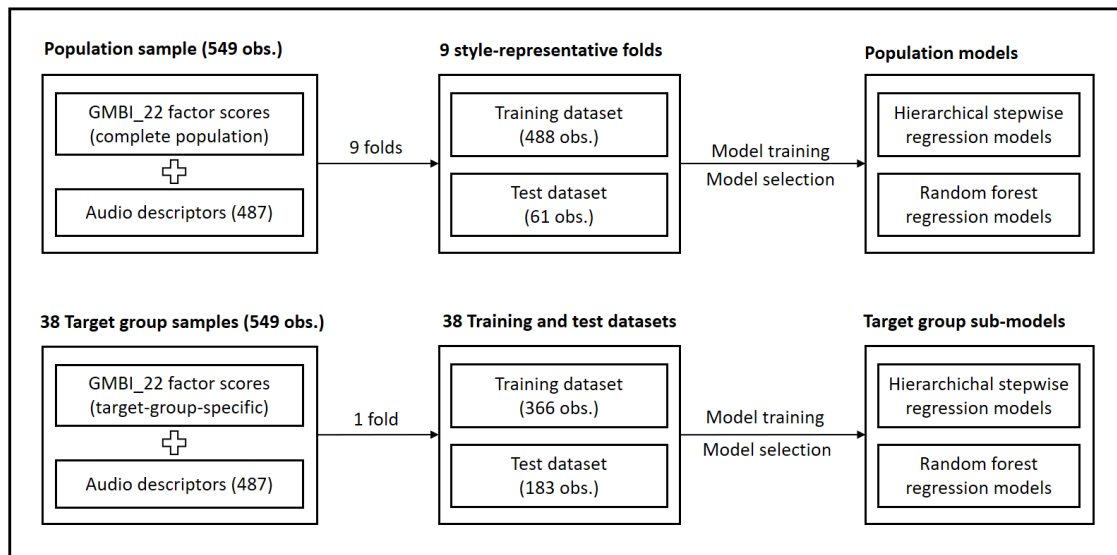 Population sample (549 obs.)
GMBI_22 factor scores
(complete population)
Audio descriptors (487)
9 folds
9 style-representative folds
Training dataset
(488 obs.)
Test dataset
(61 obs.)
Model training
Model selection
Population models
Hierarchical stepwise
regression models
Random forest
regression models
38 Target group samples (549 obs.)
GMBI_22 factor scores
(target-group-specific)
Audio descriptors (487)
1 fold
38 Training and test datasets
Training dataset
(366 obs.)
Test dataset
(183 obs.)
Model training
Model selection
Target group sub-models
Hierarchichal stepwise
regression models
Random forest
regression models